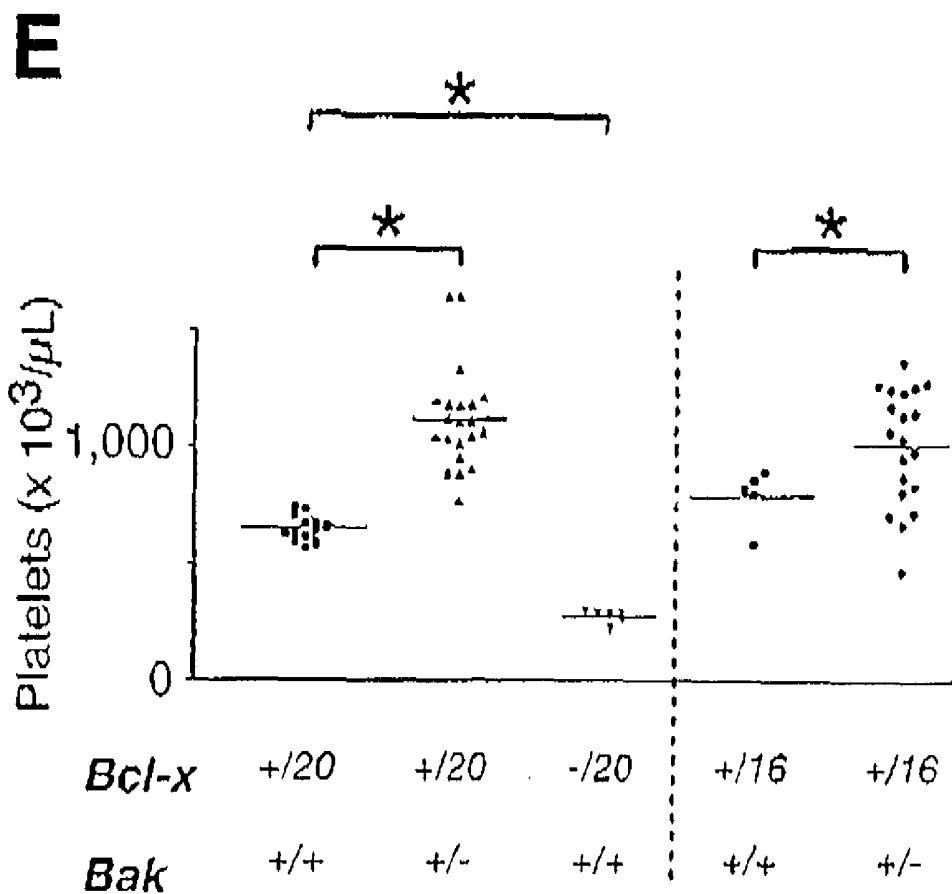 E
*
* *
Platelets (x 10³/µL)
1,000
0
Bcl-x +/20 +/20 -/20 +/16 +/16
Bak +/+ +/- +/+ +/+ +/-